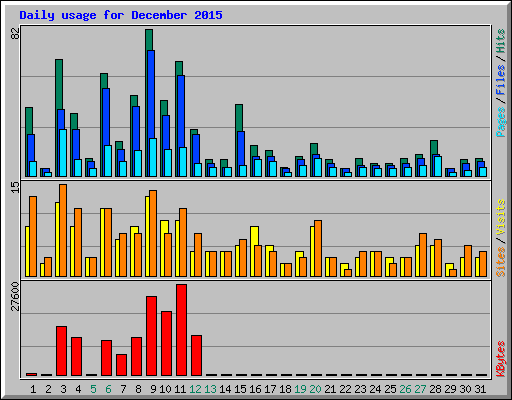 Daily usage for December 2015
82
Pages / Files / Hits
15
Sites / Visits
27600
KBytes
1 2 3 4 5 6 7 8 9 10 11 12 13 14 15 16 17 18 19 20 21 22 23 24 25 26 27 28 29 30 31